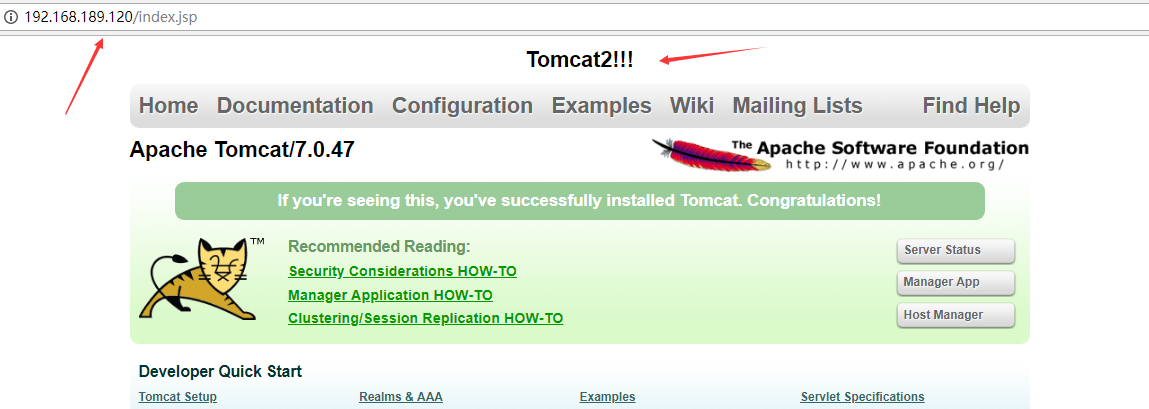 192.168.189.120/index.jsp
Tomcat2!!!
Home Documentation Configuration Examples Wiki Mailing Lists Find Help
Apache Tomcat/7.0.47
The Apache Software Foundation
http://www.apache.org/
If you're seeing this, you've successfully installed Tomcat. Congratulations!
TM
Recommended Reading:
Security Considerations HOW-TO
Manager Application HOW-TO
Clustering/Session Replication HOW-TO
Server Status
Manager App
Host Manager
Developer Quick Start
Tomcat Setup Realms & AAA Examples Servlet Specifications